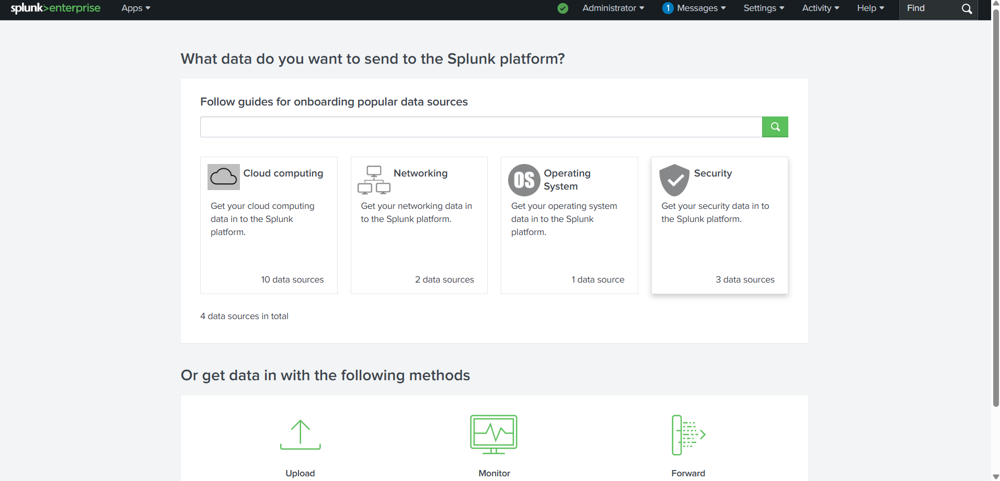 splunk>enterprise Apps Administrator 1 Messages Settings Activity Help Find
What data do you want to send to the Splunk platform?
Follow guides for onboarding popular data sources
Cloud computing
Get your cloud computing
data in to the Splunk
platform.
10 data sources
Networking
Get your networking data in
to the Splunk platform.
2 data sources
OS
Operating
System
Get your operating system
data in to the Splunk
platform.
1 data source
Security
Get your security data in to
the Splunk platform.
3 data sources
4 data sources in total
Or get data in with the following methods
Upload
Monitor
Forward